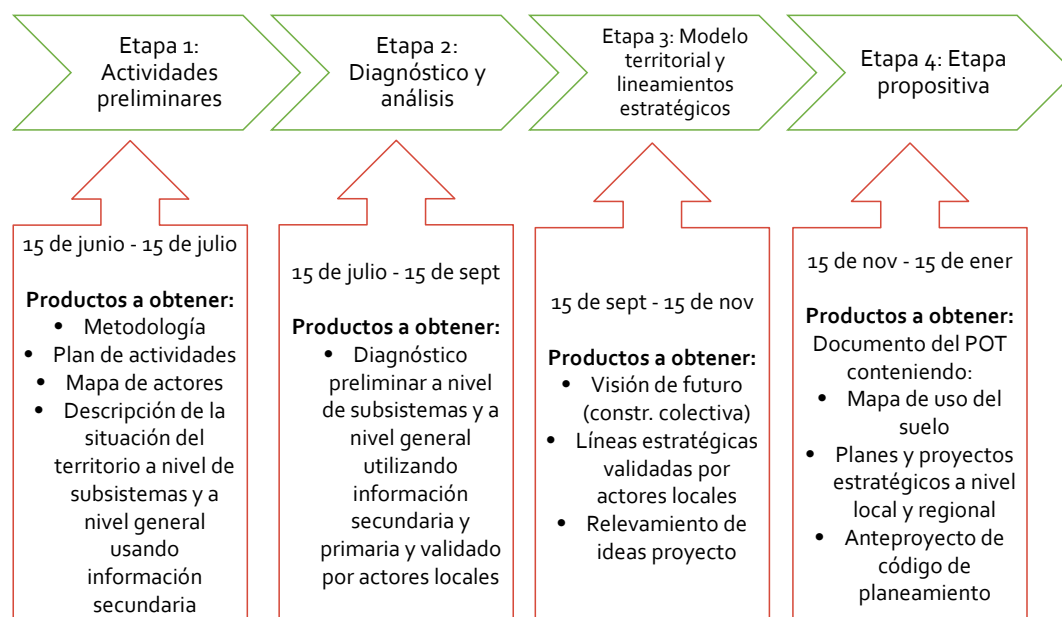 Etapa 1:
Actividades
preliminares
Etapa 2:
Diagnóstico y
análisis
Etapa 3: Modelo
territorial y
lineamientos
estratégicos
Etapa 4: Etapa
propositiva
15 de junio - 15 de julio
Productos a obtener:
• Metodología
• Plan de actividades
• Mapa de actores
• Descripción de la
situación del
territorio a nivel de
subsistemas y a
nivel general
usando
información
secundaria
15 de julio - 15 de sept
Productos a obtener:
• Diagnóstico
preliminar a nivel
de subsistemas y a
nivel general
utilizando
información
secundaria y
primaria y validado
por actores locales
15 de sept - 15 de nov
Productos a obtener:
• Visión de futuro
(constr. colectiva)
• Líneas estratégicas
validadas por
actores locales
• Relevamiento de
ideas proyecto
15 de nov - 15 de ener
Productos a obtener:
Documento del POT
conteniendo:
• Mapa de uso del
suelo
• Planes y proyectos
estratégicos a nivel
local y regional
• Anteproyecto de
código de
planeamiento